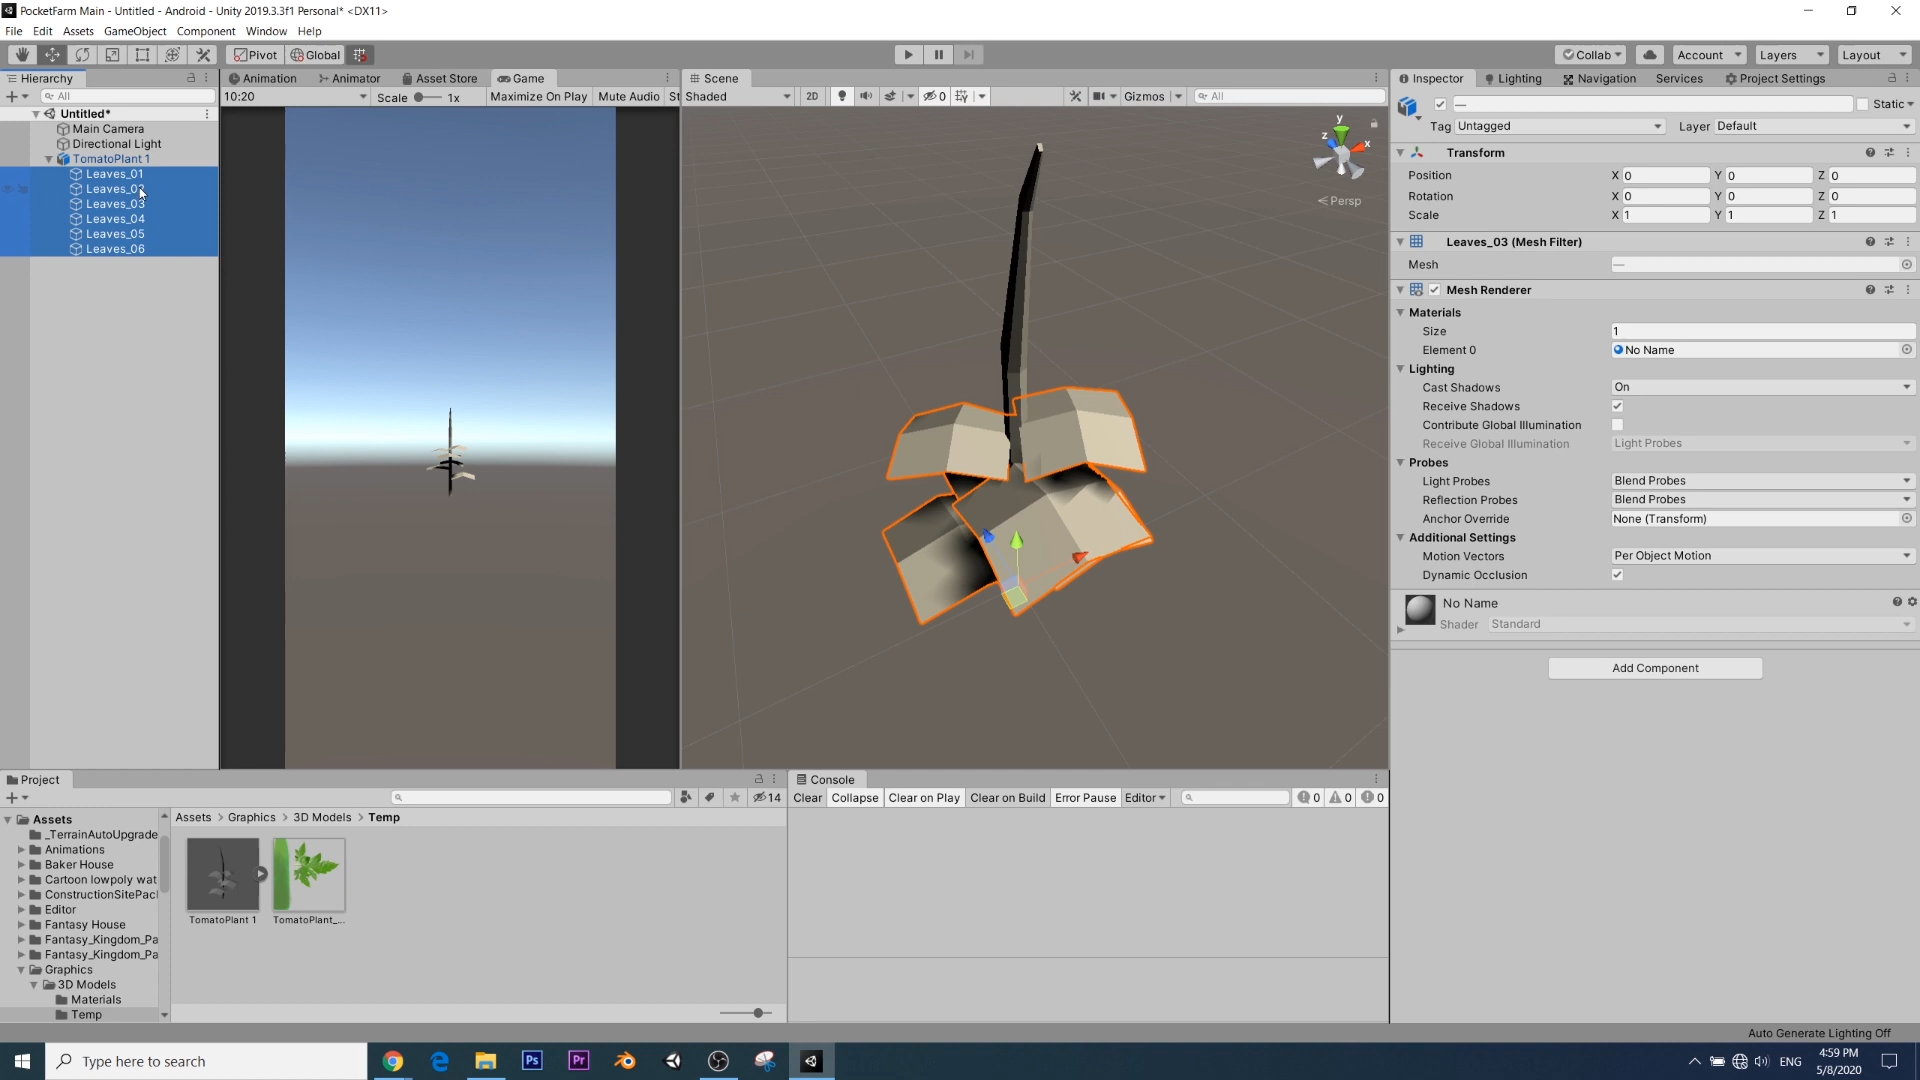 PocketFarm Main - Untitled - Android - Unity 2019.3.3f1 Personal* <DX11>
File Edit Assets GameObject Component Window Help
Pivot Global Collab Account Layers Layout
Hierarchy Animation Animator Asset Store Game Scene Inspector Lighting Navigation Services Project Settings
All 10:20 Scale 1x Maximize On Play Mute Audio St Shaded 2D 0 Gizmos All
Static
Untitled*
Main Camera
Directional Light
TomatoPlant 1
Leaves_01
Leaves_02
Leaves_03
Leaves_04
Leaves_05
Leaves_06
y
z
x
Persp
Tag Untagged Layer Default
Transform
Position X 0 Y 0 Z 0
Rotation X 0 Y 0 Z 0
Scale X 1 Y 1 Z 1
Leaves_03 (Mesh Filter)
Mesh
Mesh Renderer
Materials
Size 1
Element 0 No Name
Lighting
Cast Shadows On
Receive Shadows
Contribute Global Illumination
Receive Global Illumination Light Probes
Probes
Light Probes Blend Probes
Reflection Probes Blend Probes
Anchor Override None (Transform)
Additional Settings
Motion Vectors Per Object Motion
Dynamic Occlusion
No Name
Shader Standard
Add Component
Project Console
14 Clear Collapse Clear on Play Clear on Build Error Pause Editor 0 0 0
Assets
_TerrainAutoUpgrade
Animations
Baker House
Cartoon lowpoly wat
ConstructionSitePacl
Editor
Fantasy House
Fantasy_Kingdom_Pa
Fantasy_Kingdom_Pa
Graphics
3D Models
Materials
Temp
Assets > Graphics > 3D Models > Temp
TomatoPlant 1 TomatoPlant_...
Auto Generate Lighting Off
Type here to search
Ps Pr
ENG
4:59 PM
5/8/2020